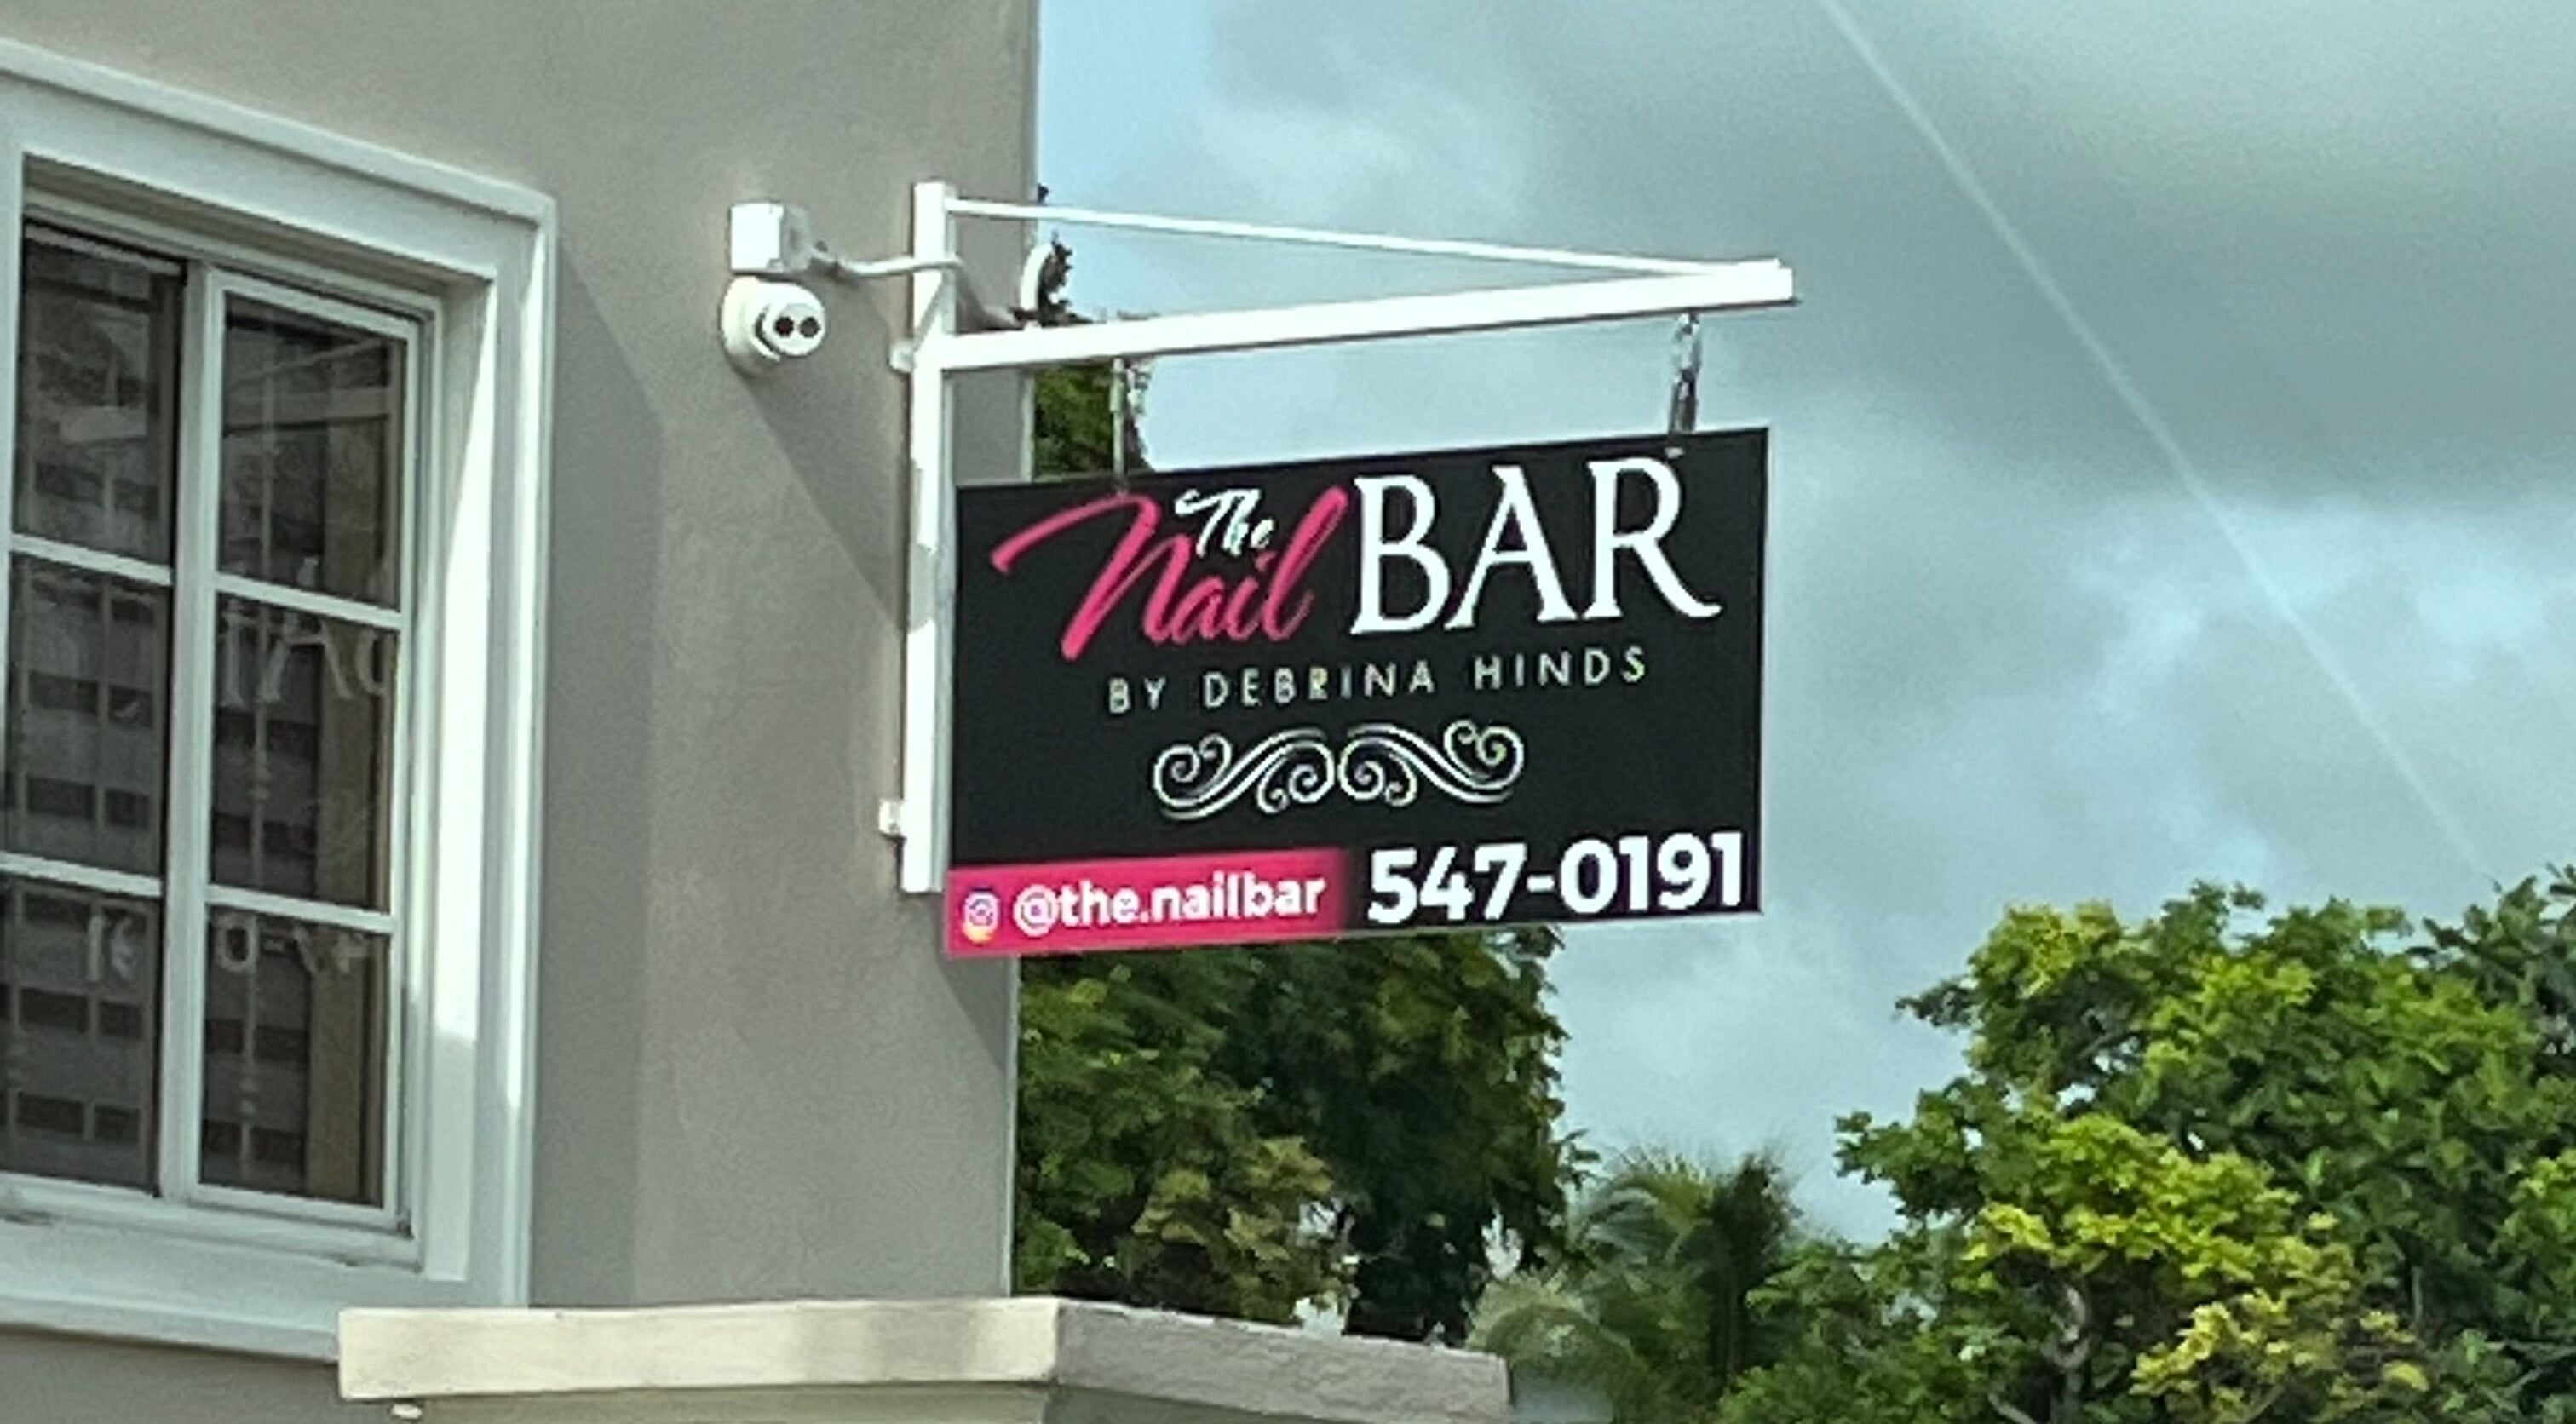 The
Nail BAR
BY DEBRINA HINDS
@the.nailbar 547-0191